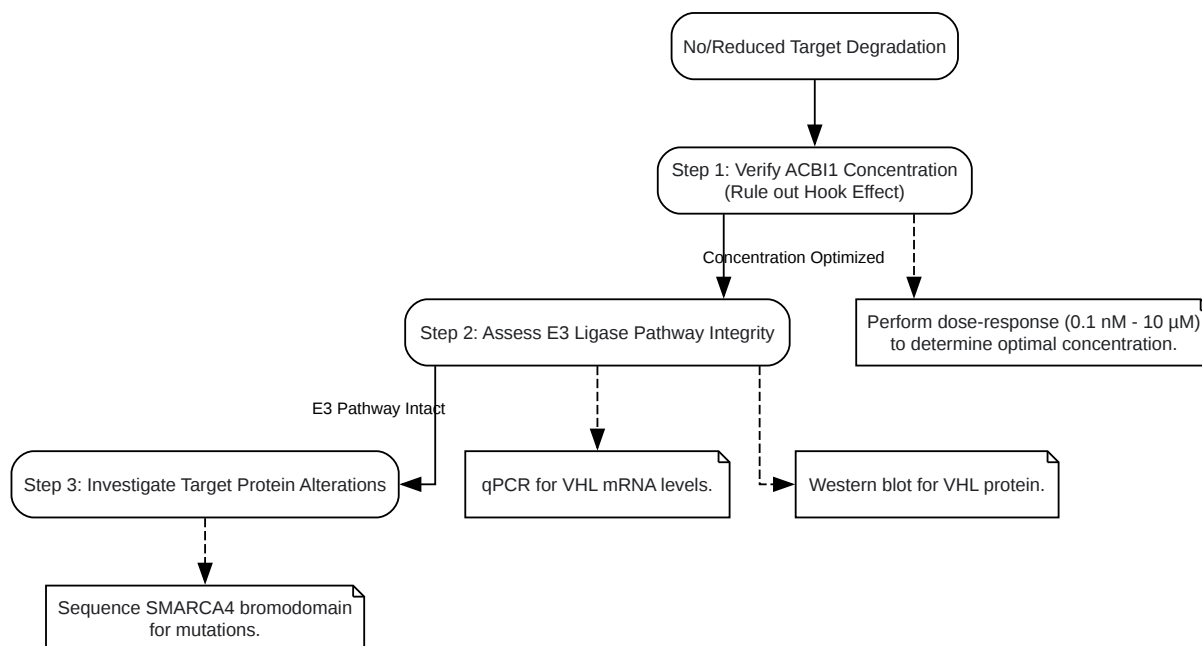 No/Reduced Target Degradation
Step 1: Verify ACBI1 Concentration
(Rule out Hook Effect)
Concentration Optimized
Step 2: Assess E3 Ligase Pathway Integrity
Perform dose-response (0.1 nM - 10 µM)
to determine optimal concentration.
E3 Pathway Intact
Step 3: Investigate Target Protein Alterations
qPCR for VHL mRNA levels.
Western blot for VHL protein.
Sequence SMARCA4 bromodomain
for mutations.